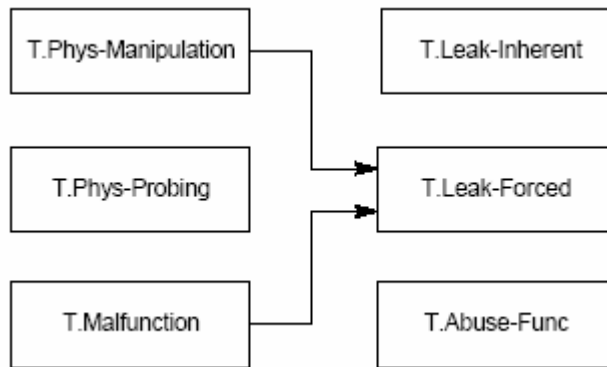 T.Phys-Manipulation
T.Leak-Inherent
T.Phys-Probing
T.Leak-Forced
T.Malfunction
T.Abuse-Func